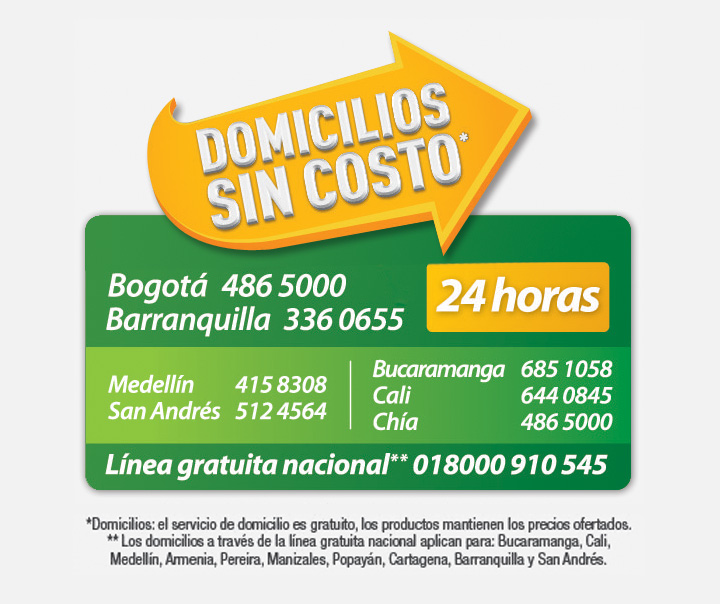 DOMICILIOS
SIN COSTO*
Bogotá 486 5000
Barranquilla 336 0655
24 horas
Medellín 415 8308
San Andrés 512 4564
Bucaramanga 685 1058
Cali 644 0845
Chía 486 5000
Línea gratuita nacional** 018000 910 545
*Domicilios: el servicio de domicilio es gratuito, los productos mantienen los precios ofertados.
** Los domicilios a través de la línea gratuita nacional aplican para: Bucaramanga, Cali,
Medellín, Armenia, Pereira, Manizales, Popayán, Cartagena, Barranquilla y San Andrés.